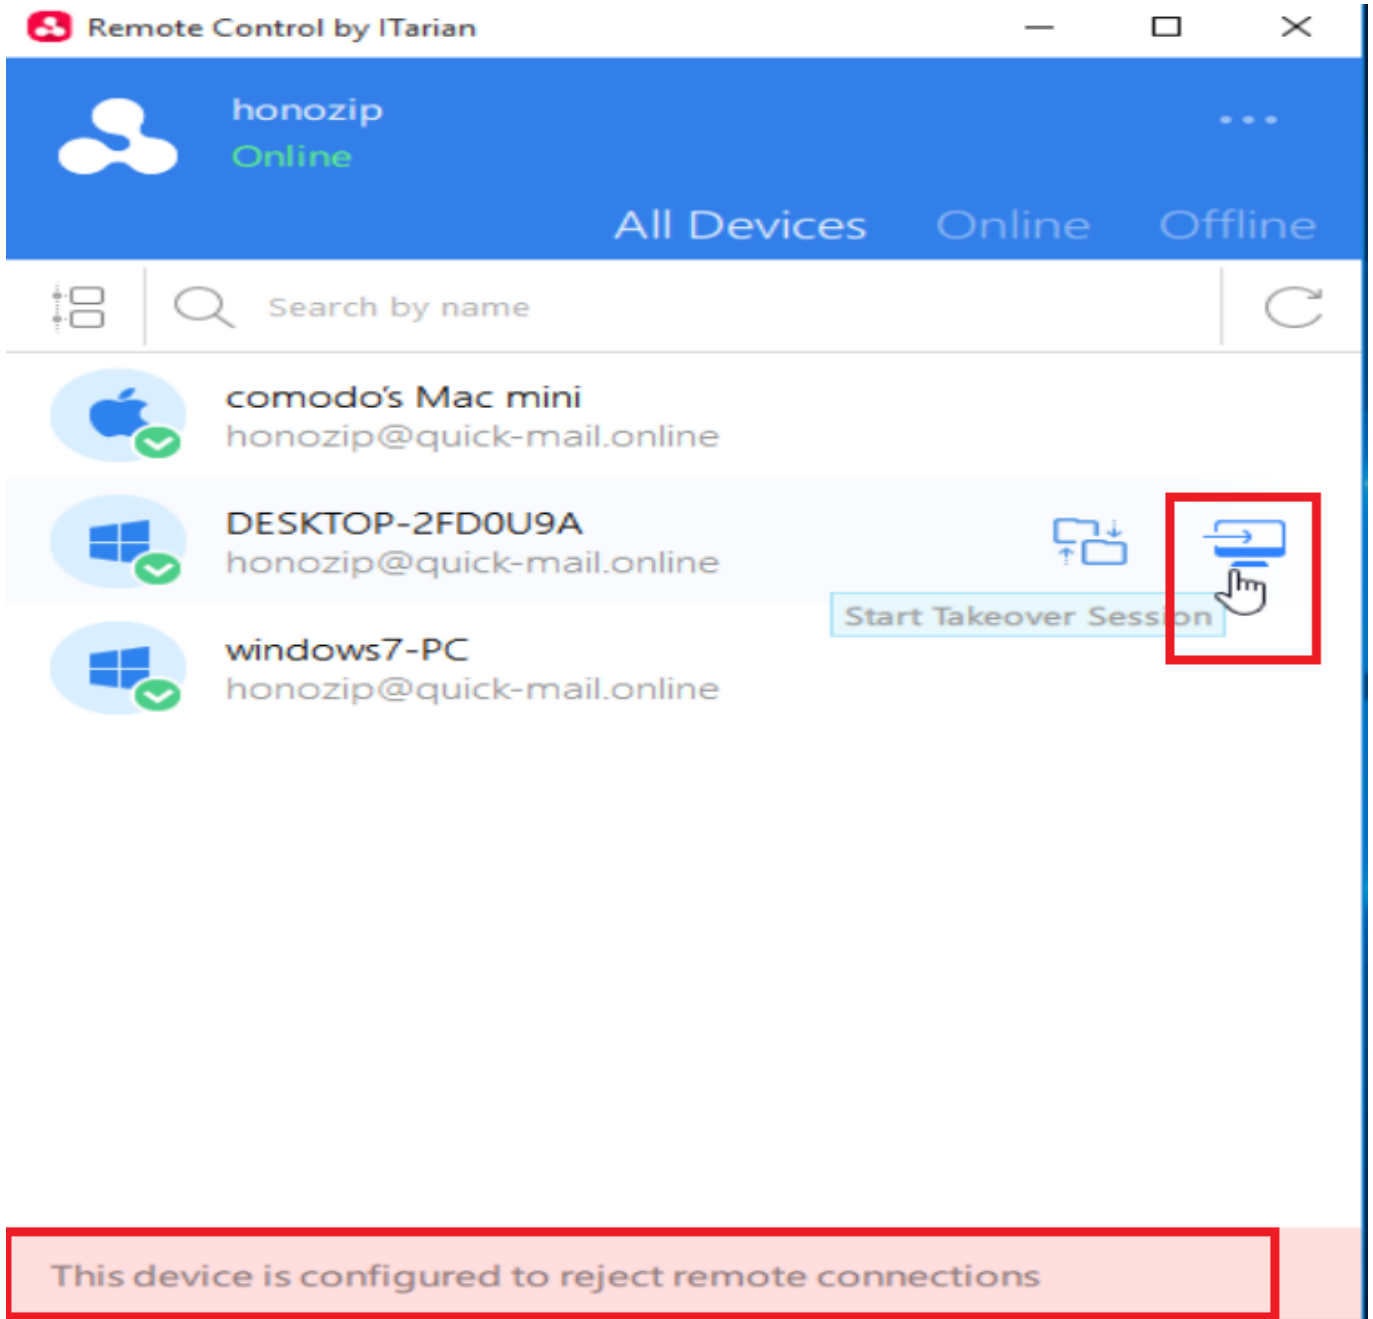 Remote Control by ITarian
honozip
Online
All Devices Online Offline
Search by name
comodo's Mac mini
honozip@quick-mail.online
DESKTOP-2FD0U9A
honozip@quick-mail.online
Start Takeover Session
windows7-PC
honozip@quick-mail.online
This device is configured to reject remote connections